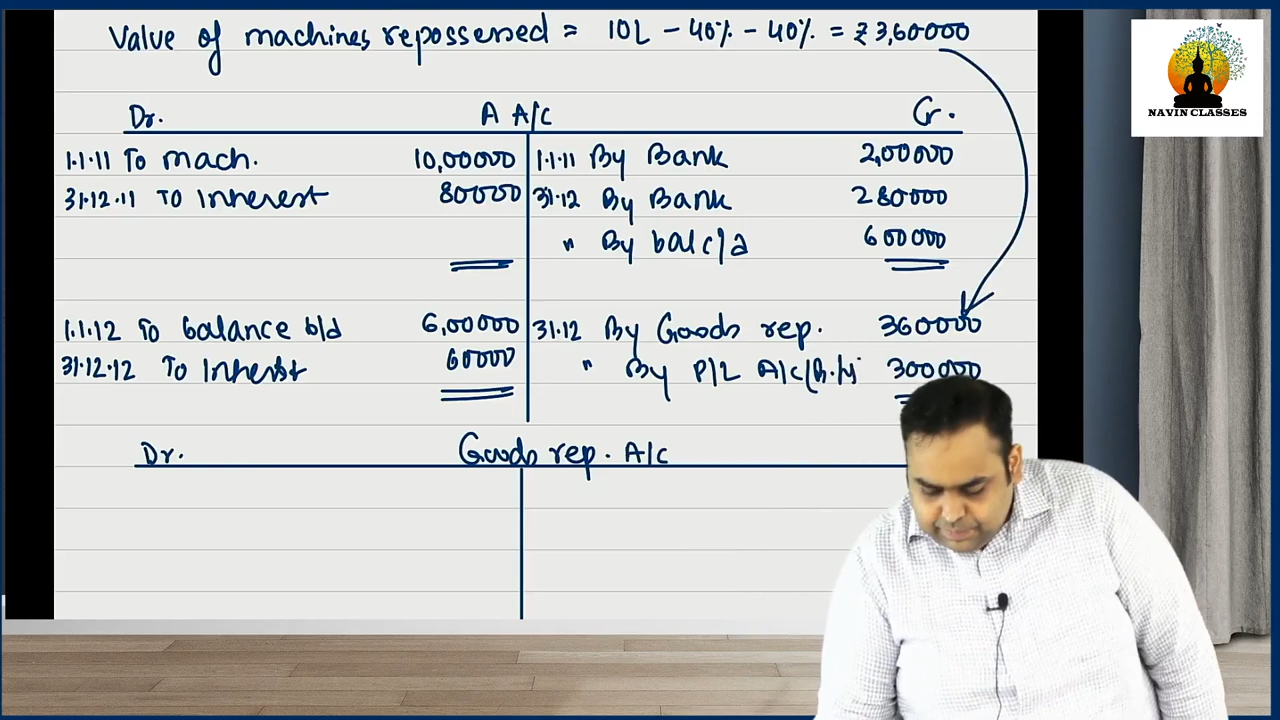 Value of machines repossessed = 10L - 40% - 40% = ₹3,60000
NAVIN CLASSES
Dr. A A/C Cr.
1.1.11 To mach. 10,00000 1.1.11 By Bank 2,00000
31.12.11 To Interest 80000 31.12 By Bank 280000
" By bal c/d 600000
1.1.12 To balance b/d 6,00000 31.12 By Goods rep. 360000
31.12.12 To Interest 60000 " By P/L A/c 300000
Dr. Goods rep. A/c